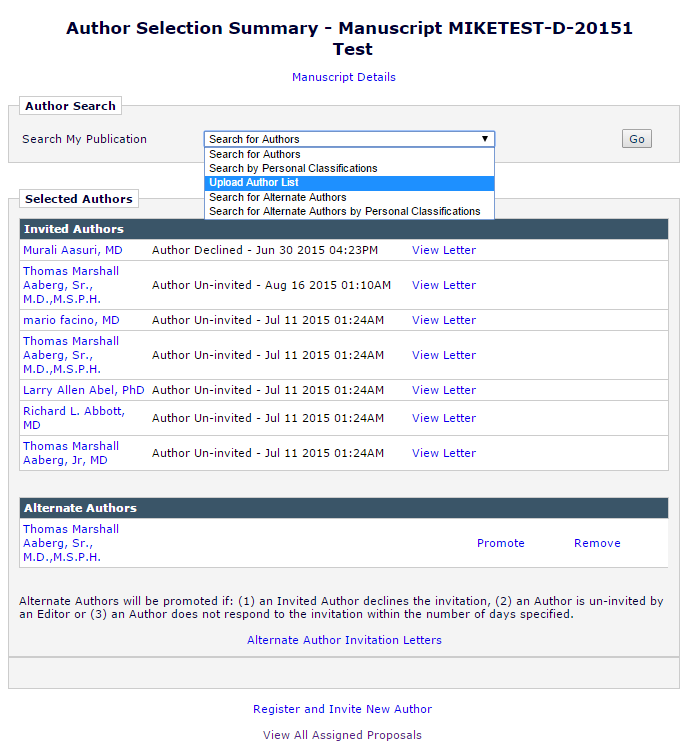 Author Selection Summary - Manuscript MIKETEST-D-20151
Test
Manuscript Details
Author Search
Search My Publication
Search for Authors
Go
Search for Authors
Search by Personal Classifications
Upload Author List
Search for Alternate Authors
Search for Alternate Authors by Personal Classifications
Selected Authors
Invited Authors
Murali Aasuri, MD Author Declined - Jun 30 2015 04:23PM View Letter
Thomas Marshall
Aaberg, Sr., Author Un-invited - Aug 16 2015 01:10AM View Letter
M.D.,M.S.P.H.
mario facino, MD Author Un-invited - Jul 11 2015 01:24AM View Letter
Thomas Marshall
Aaberg, Sr., Author Un-invited - Jul 11 2015 01:24AM View Letter
M.D.,M.S.P.H.
Larry Allen Abel, PhD Author Un-invited - Jul 11 2015 01:24AM View Letter
Richard L. Abbott,
MD Author Un-invited - Jul 11 2015 01:24AM View Letter
Thomas Marshall
Aaberg, Jr, MD Author Un-invited - Jul 11 2015 01:24AM View Letter
Alternate Authors
Thomas Marshall
Aaberg, Sr., Promote Remove
M.D.,M.S.P.H.
Alternate Authors will be promoted if: (1) an Invited Author declines the invitation, (2) an Author is un-invited by
an Editor or (3) an Author does not respond to the invitation within the number of days specified.
Alternate Author Invitation Letters
Register and Invite New Author
View All Assigned Proposals